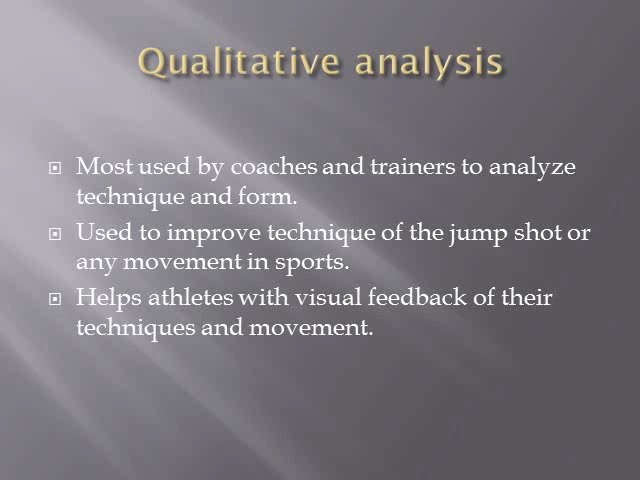 Qualitative analysis
Most used by coaches and trainers to analyze
technique and form.
Used to improve technique of the jump shot or
any movement in sports.
Helps athletes with visual feedback of their
techniques and movement.